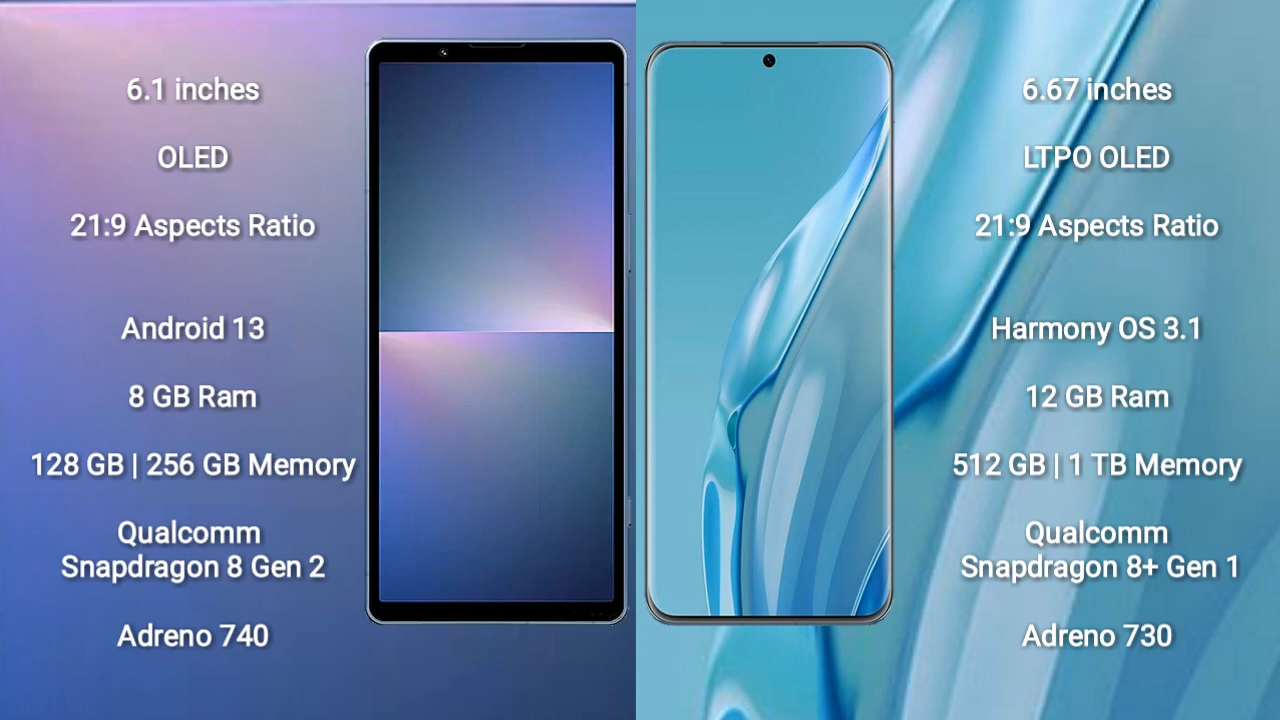 6.1 inches
OLED
21:9 Aspects Ratio
Android 13
8 GB Ram
128 GB | 256 GB Memory
Qualcomm
Snapdragon 8 Gen 2
Adreno 740
6.67 inches
LTPO OLED
21:9 Aspects Ratio
Harmony OS 3.1
12 GB Ram
512 GB | 1 TB Memory
Qualcomm
Snapdragon 8+ Gen 1
Adreno 730